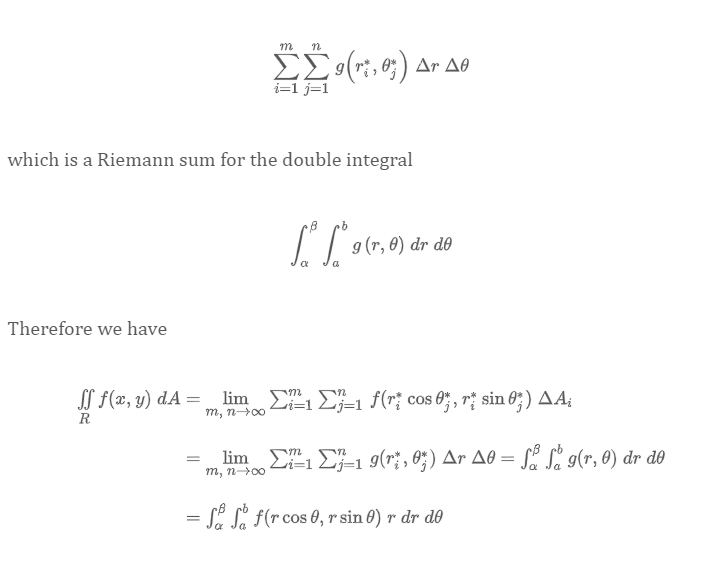 $$\sum_{i=1}^{m}\sum_{j=1}^{n} g\left(r_i^*, \theta_j^*\right)\ \Delta r\ \Delta\theta$$
which is a Riemann sum for the double integral
$$\int_{\alpha}^{\beta}\int_{a}^{b} g(r, \theta)\ dr\ d\theta$$
Therefore we have
$$\iint\limits_{R} f(x, y)\ dA = \lim_{m,\,n\to\infty} \sum_{i=1}^{m}\sum_{j=1}^{n} f(r_i^* \cos\theta_j^*, r_i^* \sin\theta_j^*)\ \Delta A_i$$
$$= \lim_{m,\,n\to\infty} \sum_{i=1}^{m}\sum_{j=1}^{n} g(r_i^*, \theta_j^*)\ \Delta r\ \Delta\theta = \int_{\alpha}^{\beta}\int_{a}^{b} g(r, \theta)\ dr\ d\theta$$
$$= \int_{\alpha}^{\beta}\int_{a}^{b} f(r\cos\theta, r\sin\theta)\ r\ dr\ d\theta$$